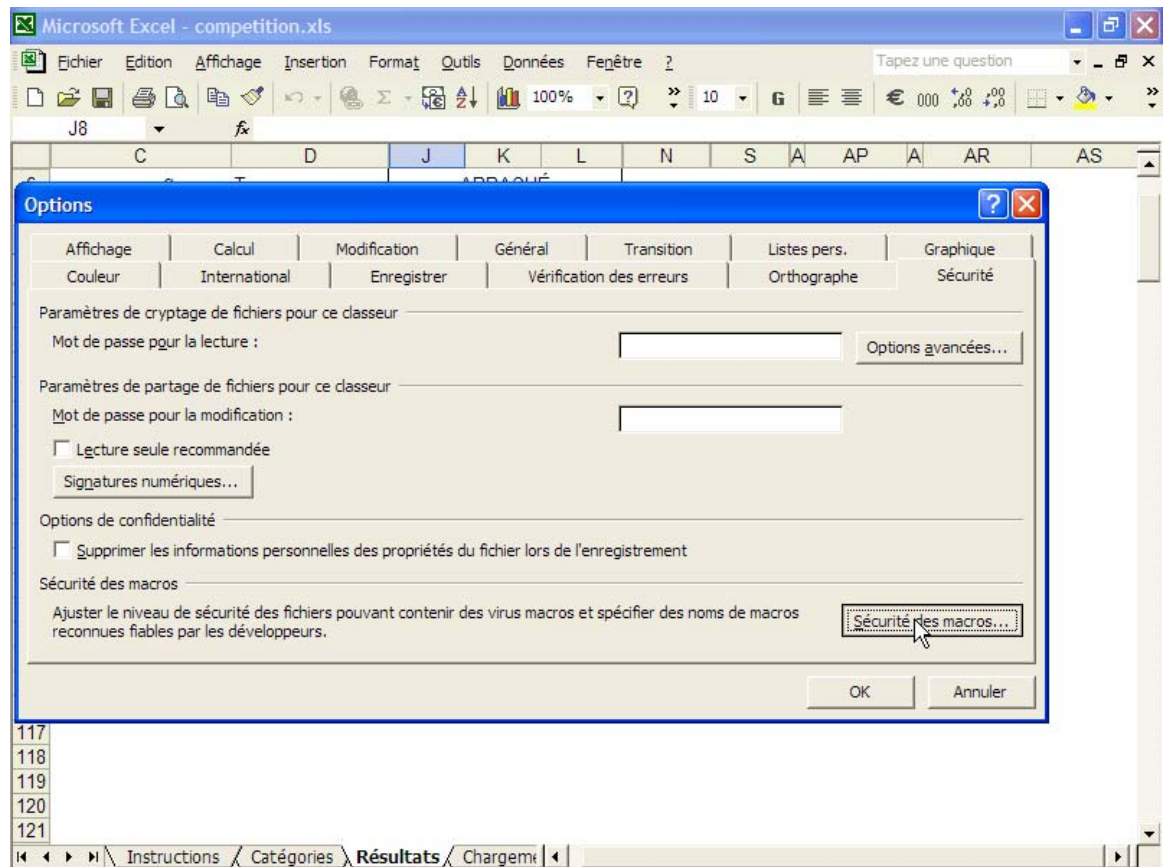 Microsoft Excel - competition.xls
Fichier Edition Affichage Insertion Format Outils Données Fenêtre ? Tapez une question
100% 10 G € 000
J8 fx
C D J K L N S A AP A AR AS
Options
Affichage Calcul Modification Général Transition Listes pers. Graphique
Couleur International Enregistrer Vérification des erreurs Orthographe Sécurité
Paramètres de cryptage de fichiers pour ce classeur
Mot de passe pour la lecture : Options avancées...
Paramètres de partage de fichiers pour ce classeur
Mot de passe pour la modification :
Lecture seule recommandée
Signatures numériques...
Options de confidentialité
Supprimer les informations personnelles des propriétés du fichier lors de l'enregistrement
Sécurité des macros
Ajuster le niveau de sécurité des fichiers pouvant contenir des virus macros et spécifier des noms de macros
reconnues fiables par les développeurs.
Sécurité des macros...
OK Annuler
117
118
119
120
121
Instructions Catégories Résultats Chargeme